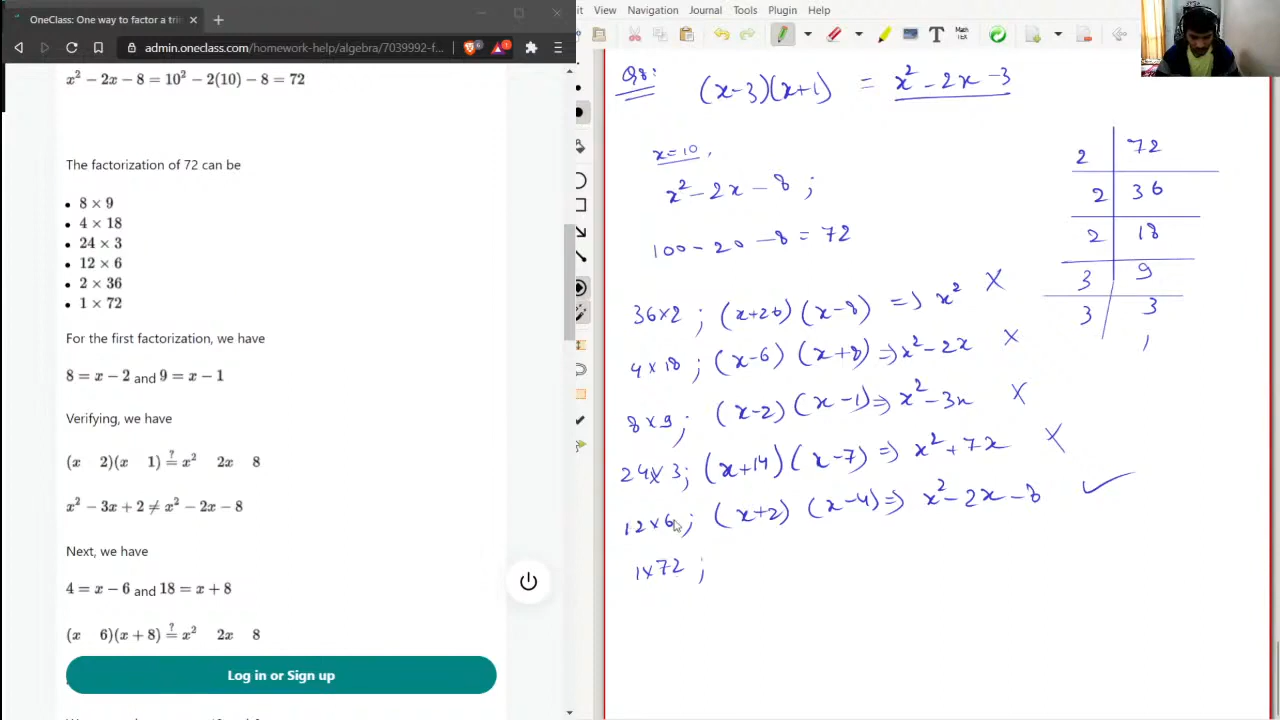 OneClass: One way to factor a tri
admin.oneclass.com/homework-help/algebra/7039992-f...
x² − 2x − 8 = 10² − 2(10) − 8 = 72
The factorization of 72 can be
8 × 9
4 × 18
24 × 3
12 × 6
2 × 36
1 × 72
For the first factorization, we have
8 = x − 2 and 9 = x − 1
Verifying, we have
(x 2)(x 1) ≟ x² 2x 8
x² − 3x + 2 ≠ x² − 2x − 8
Next, we have
4 = x − 6 and 18 = x + 8
(x 6)(x + 8) ≟ x² 2x 8
Log in or Sign up
View Navigation Journal Tools Plugin Help
Q8: (x-3)(x+1) = x² - 2x - 3
x=10,
x² - 2x - 8 ;
100 - 20 - 8 = 72
36×2 ; (x+26) (x-8) => x² X
4×18 ; (x-6) (x+8) => x² - 2x X
8×9 ; (x-2) (x-1) => x² - 3x X
24×3 ; (x+14) (x-7) => x² + 7x X
12×6 ; (x+2) (x-4) => x² - 2x - 8 ✓
1×72 ;
2 72
2 36
2 18
3 9
3 3
1